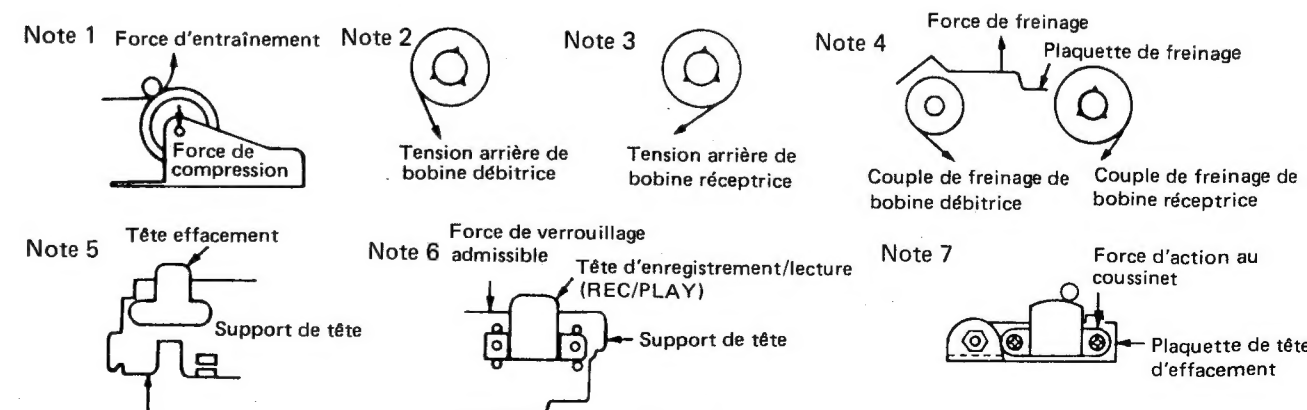 Note 1
Force d'entraînement
Force de
compression
Note 2
Tension arrière de
bobine débitrice
Note 3
Tension arrière de
bobine réceptrice
Note 4
Force de freinage
Plaquette de freinage
Couple de freinage de
bobine débitrice
Couple de freinage de
bobine réceptrice
Note 5
Tête effacement
Support de tête
Note 6
Force de verrouillage
admissible
Tête d'enregistrement/lecture
(REC/PLAY)
Support de tête
Note 7
Force d'action au
coussinet
Plaquette de tête
d'effacement